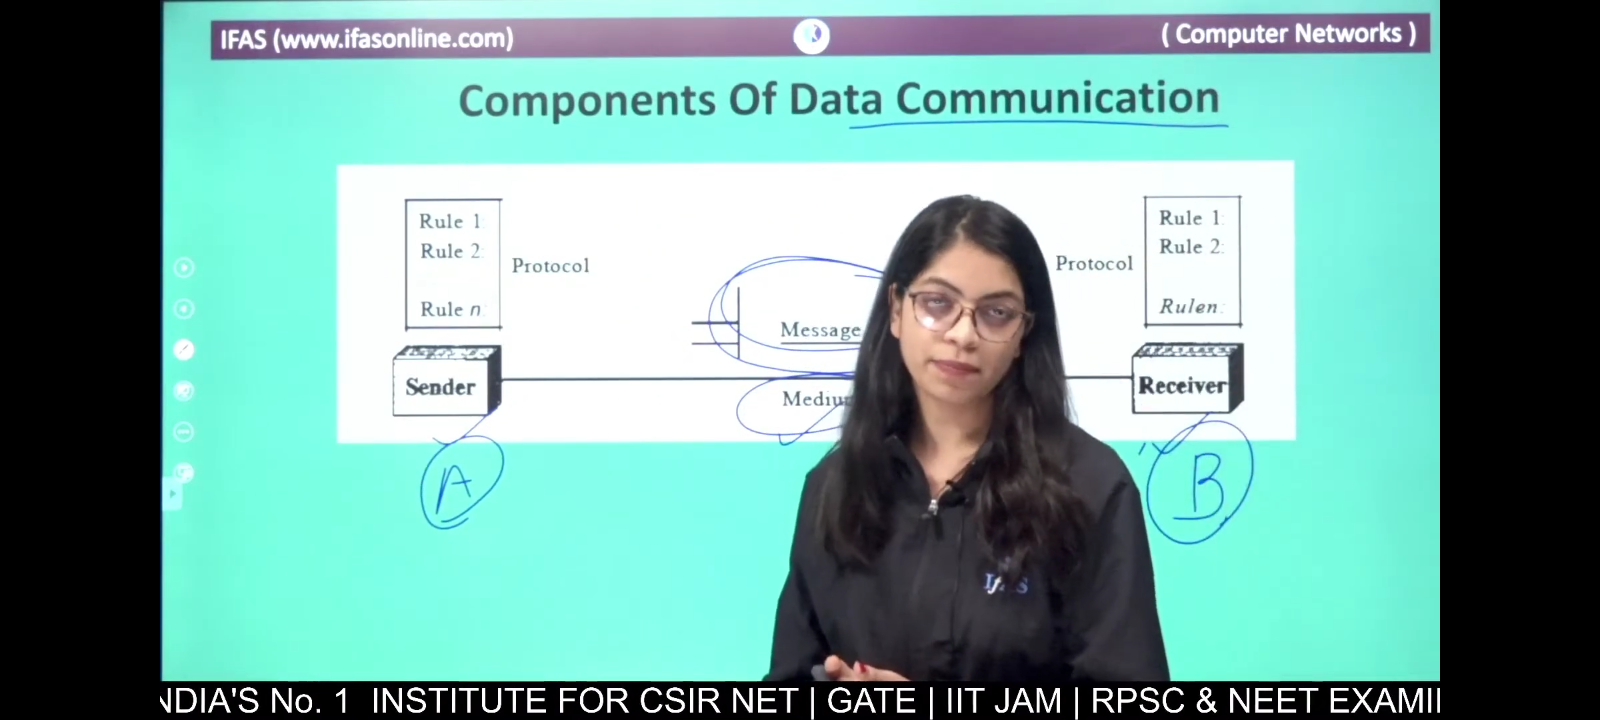 IFAS (www.ifasonline.com)
( Computer Networks )
Components Of Data Communication
Rule 1:
Rule 2:
Rule n:
Protocol
Message
Protocol
Rule 1:
Rule 2:
Rulen:
Sender
Receiver
A
B
IFAS
NDIA'S No. 1 INSTITUTE FOR CSIR NET | GATE | IIT JAM | RPSC & NEET